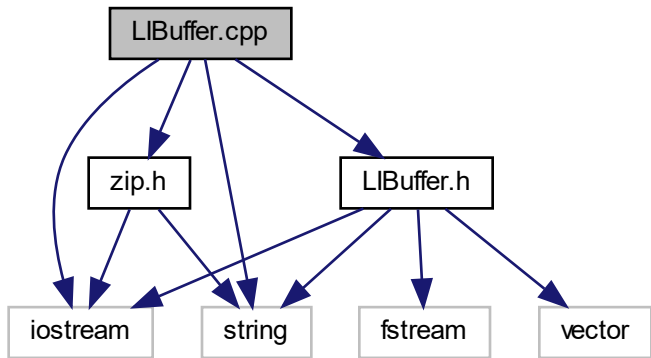 LIBuffer.cpp
zip.h
LIBuffer.h
iostream
string
fstream
vector